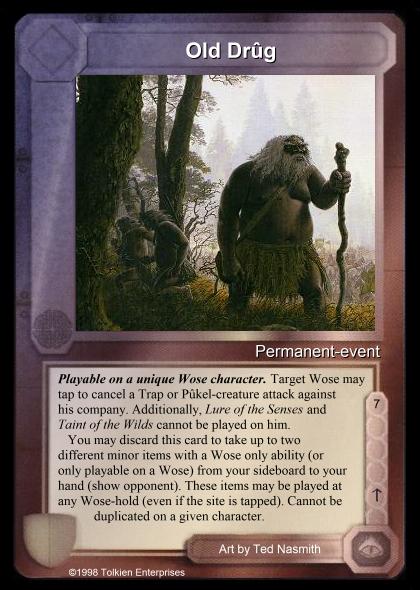 Old Drûg
Permanent-event
Playable on a unique Wose character. Target Wose may
tap to cancel a Trap or Pûkel-creature attack against
his company. Additionally, Lure of the Senses and
Taint of the Wilds cannot be played on him.
You may discard this card to take up to two
different minor items with a Wose only ability (or
only playable on a Wose) from your sideboard to your
hand (show opponent). These items may be played at
any Wose-hold (even if the site is tapped). Cannot be
duplicated on a given character.
7
Art by Ted Nasmith
©1998 Tolkien Enterprises